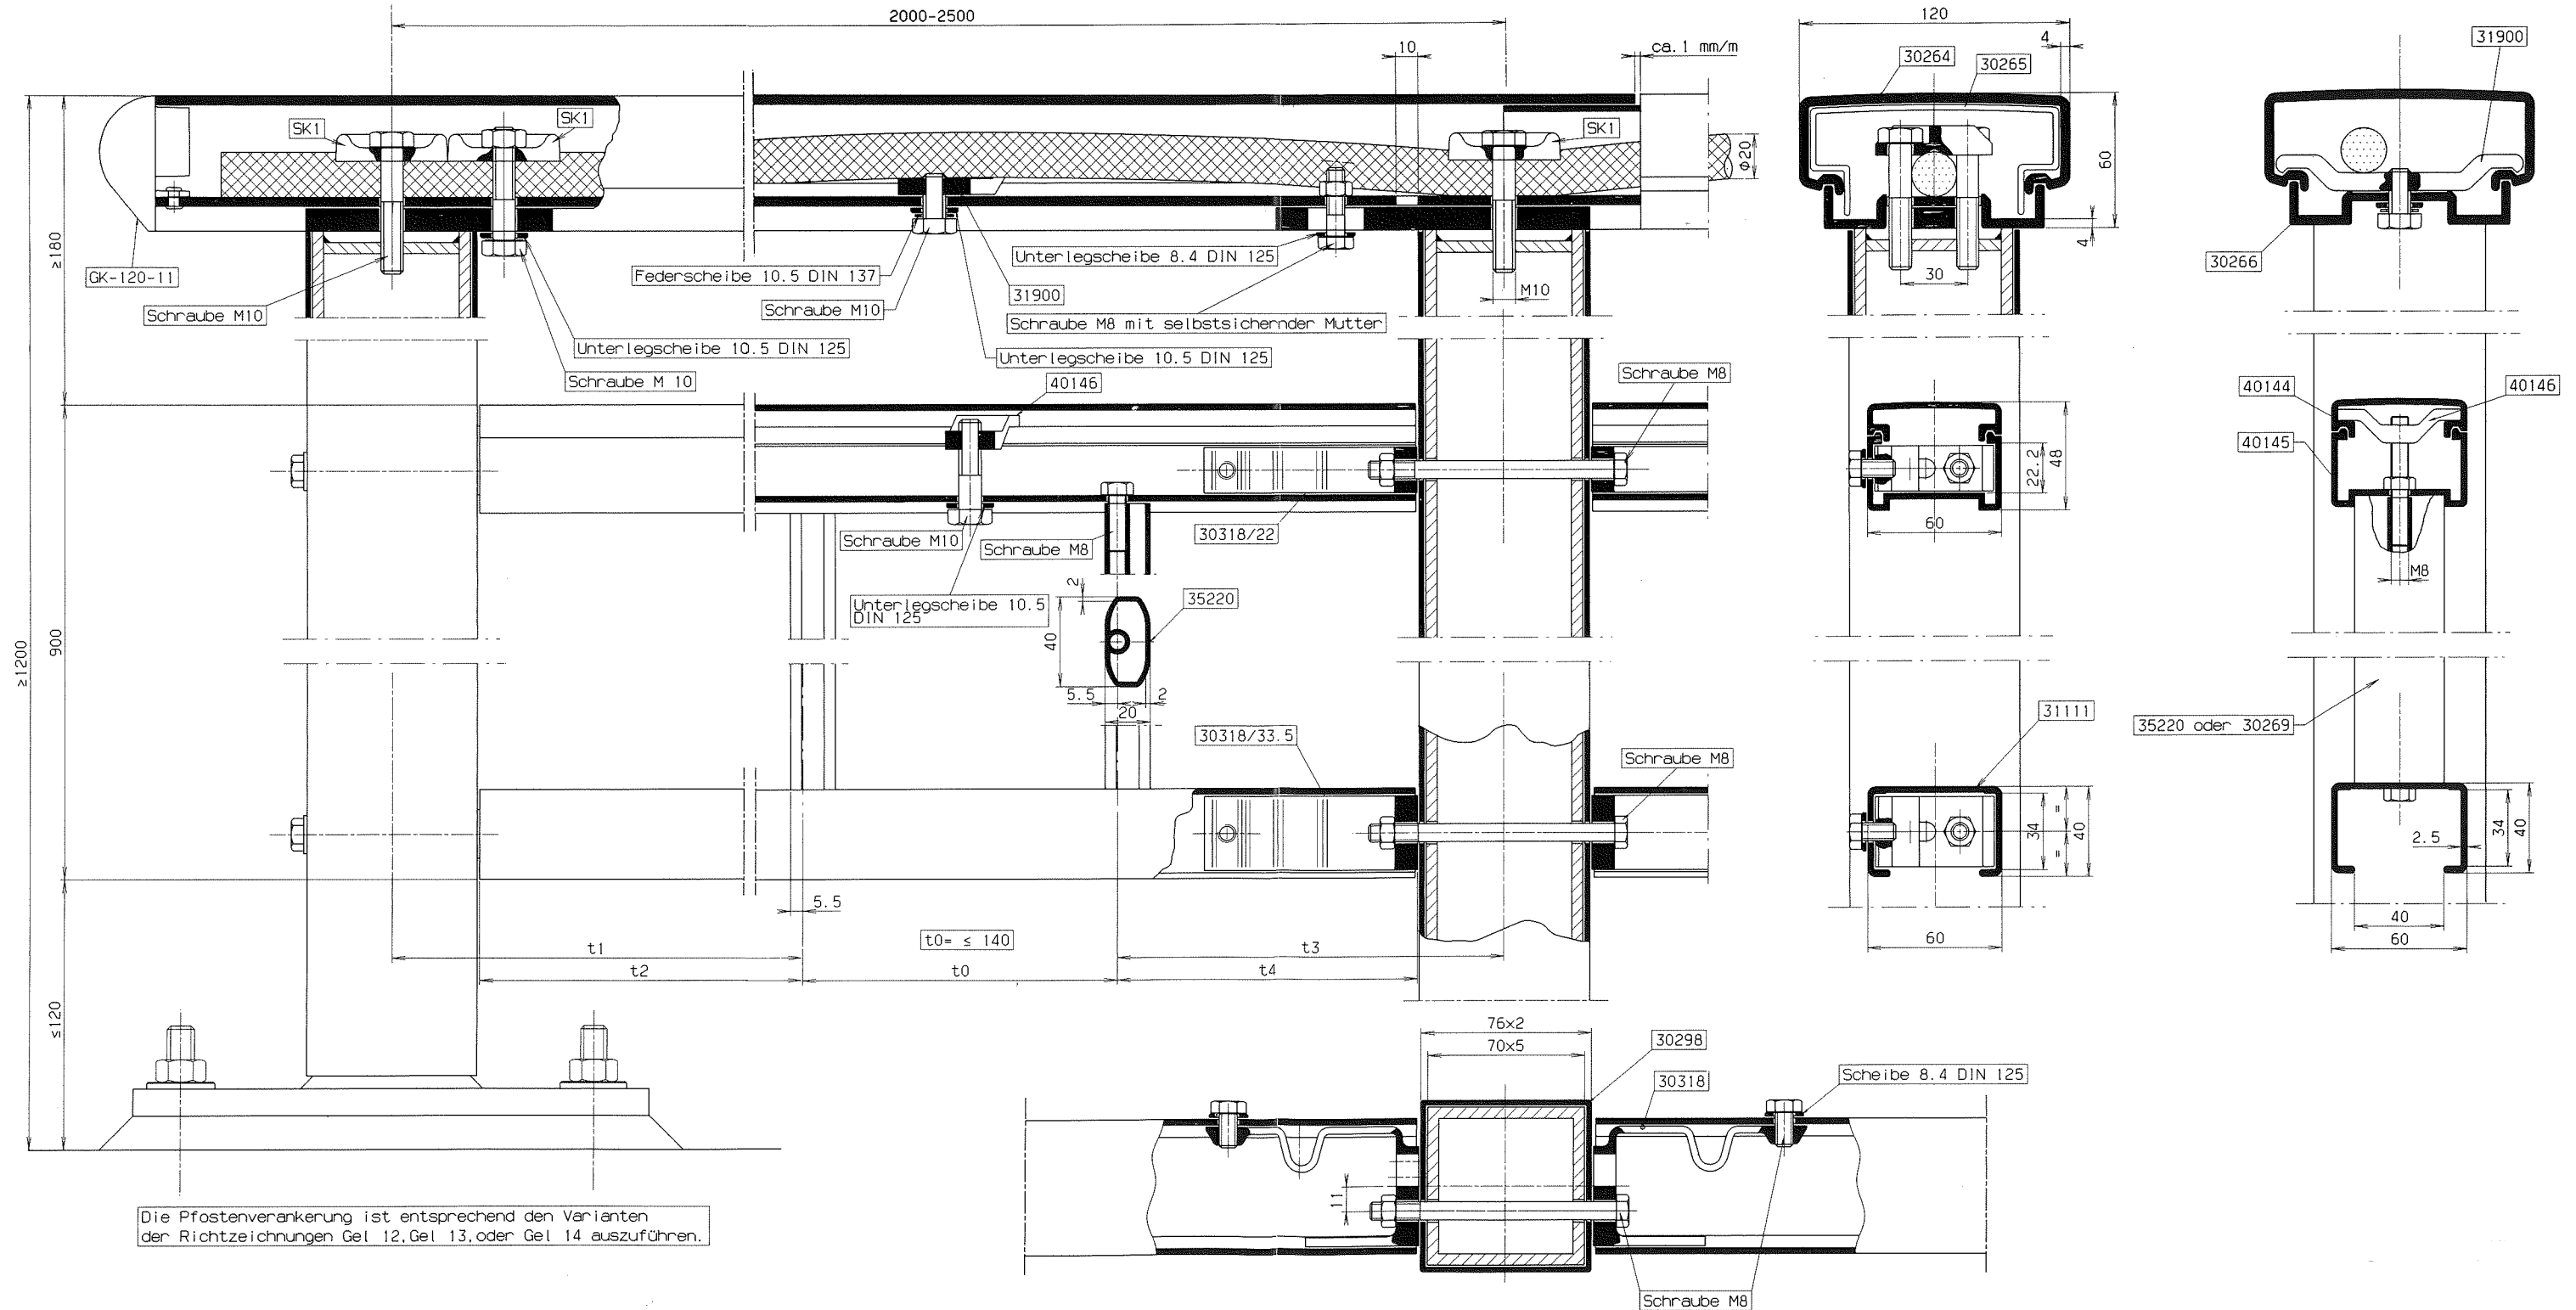 2000-2500
120
10
ca.1 mm/m
4
30264
30265
31900
SK1
SK1
SK1
Φ20
60
≥180
4
GK-120-11
Federscheibe 10.5 DIN 137
Unterlegscheibe 8.4 DIN 125
30266
30
Schraube M10
Schraube M10
31900
M10
Schraube M8 mit selbstsichernder Mutter
Unterlegscheibe 10.5 DIN 125
Unterlegscheibe 10.5 DIN 125
Schraube M 10
40146
Schraube M8
40144
40146
40145
22.2
48
60
Schraube M10
Schraube M8
30318/22
M8
Unterlegscheibe 10.5
DIN 125
2
35220
40
900
≥1200
5.5
2
20
31111
35220 oder 30269
30318/33.5
Schraube M8
34
=
=
40
2.5
34
40
5.5
t0= ≤ 140
t1
t2
t0
t3
t4
60
40
60
≤120
76x2
70x5
30298
30318
Scheibe 8.4 DIN 125
11
Die Pfostenverankerung ist entsprechend den Varianten
der Richtzeichnungen Gel 12,Gel 13,oder Gel 14 auszuführen.
Schraube M8